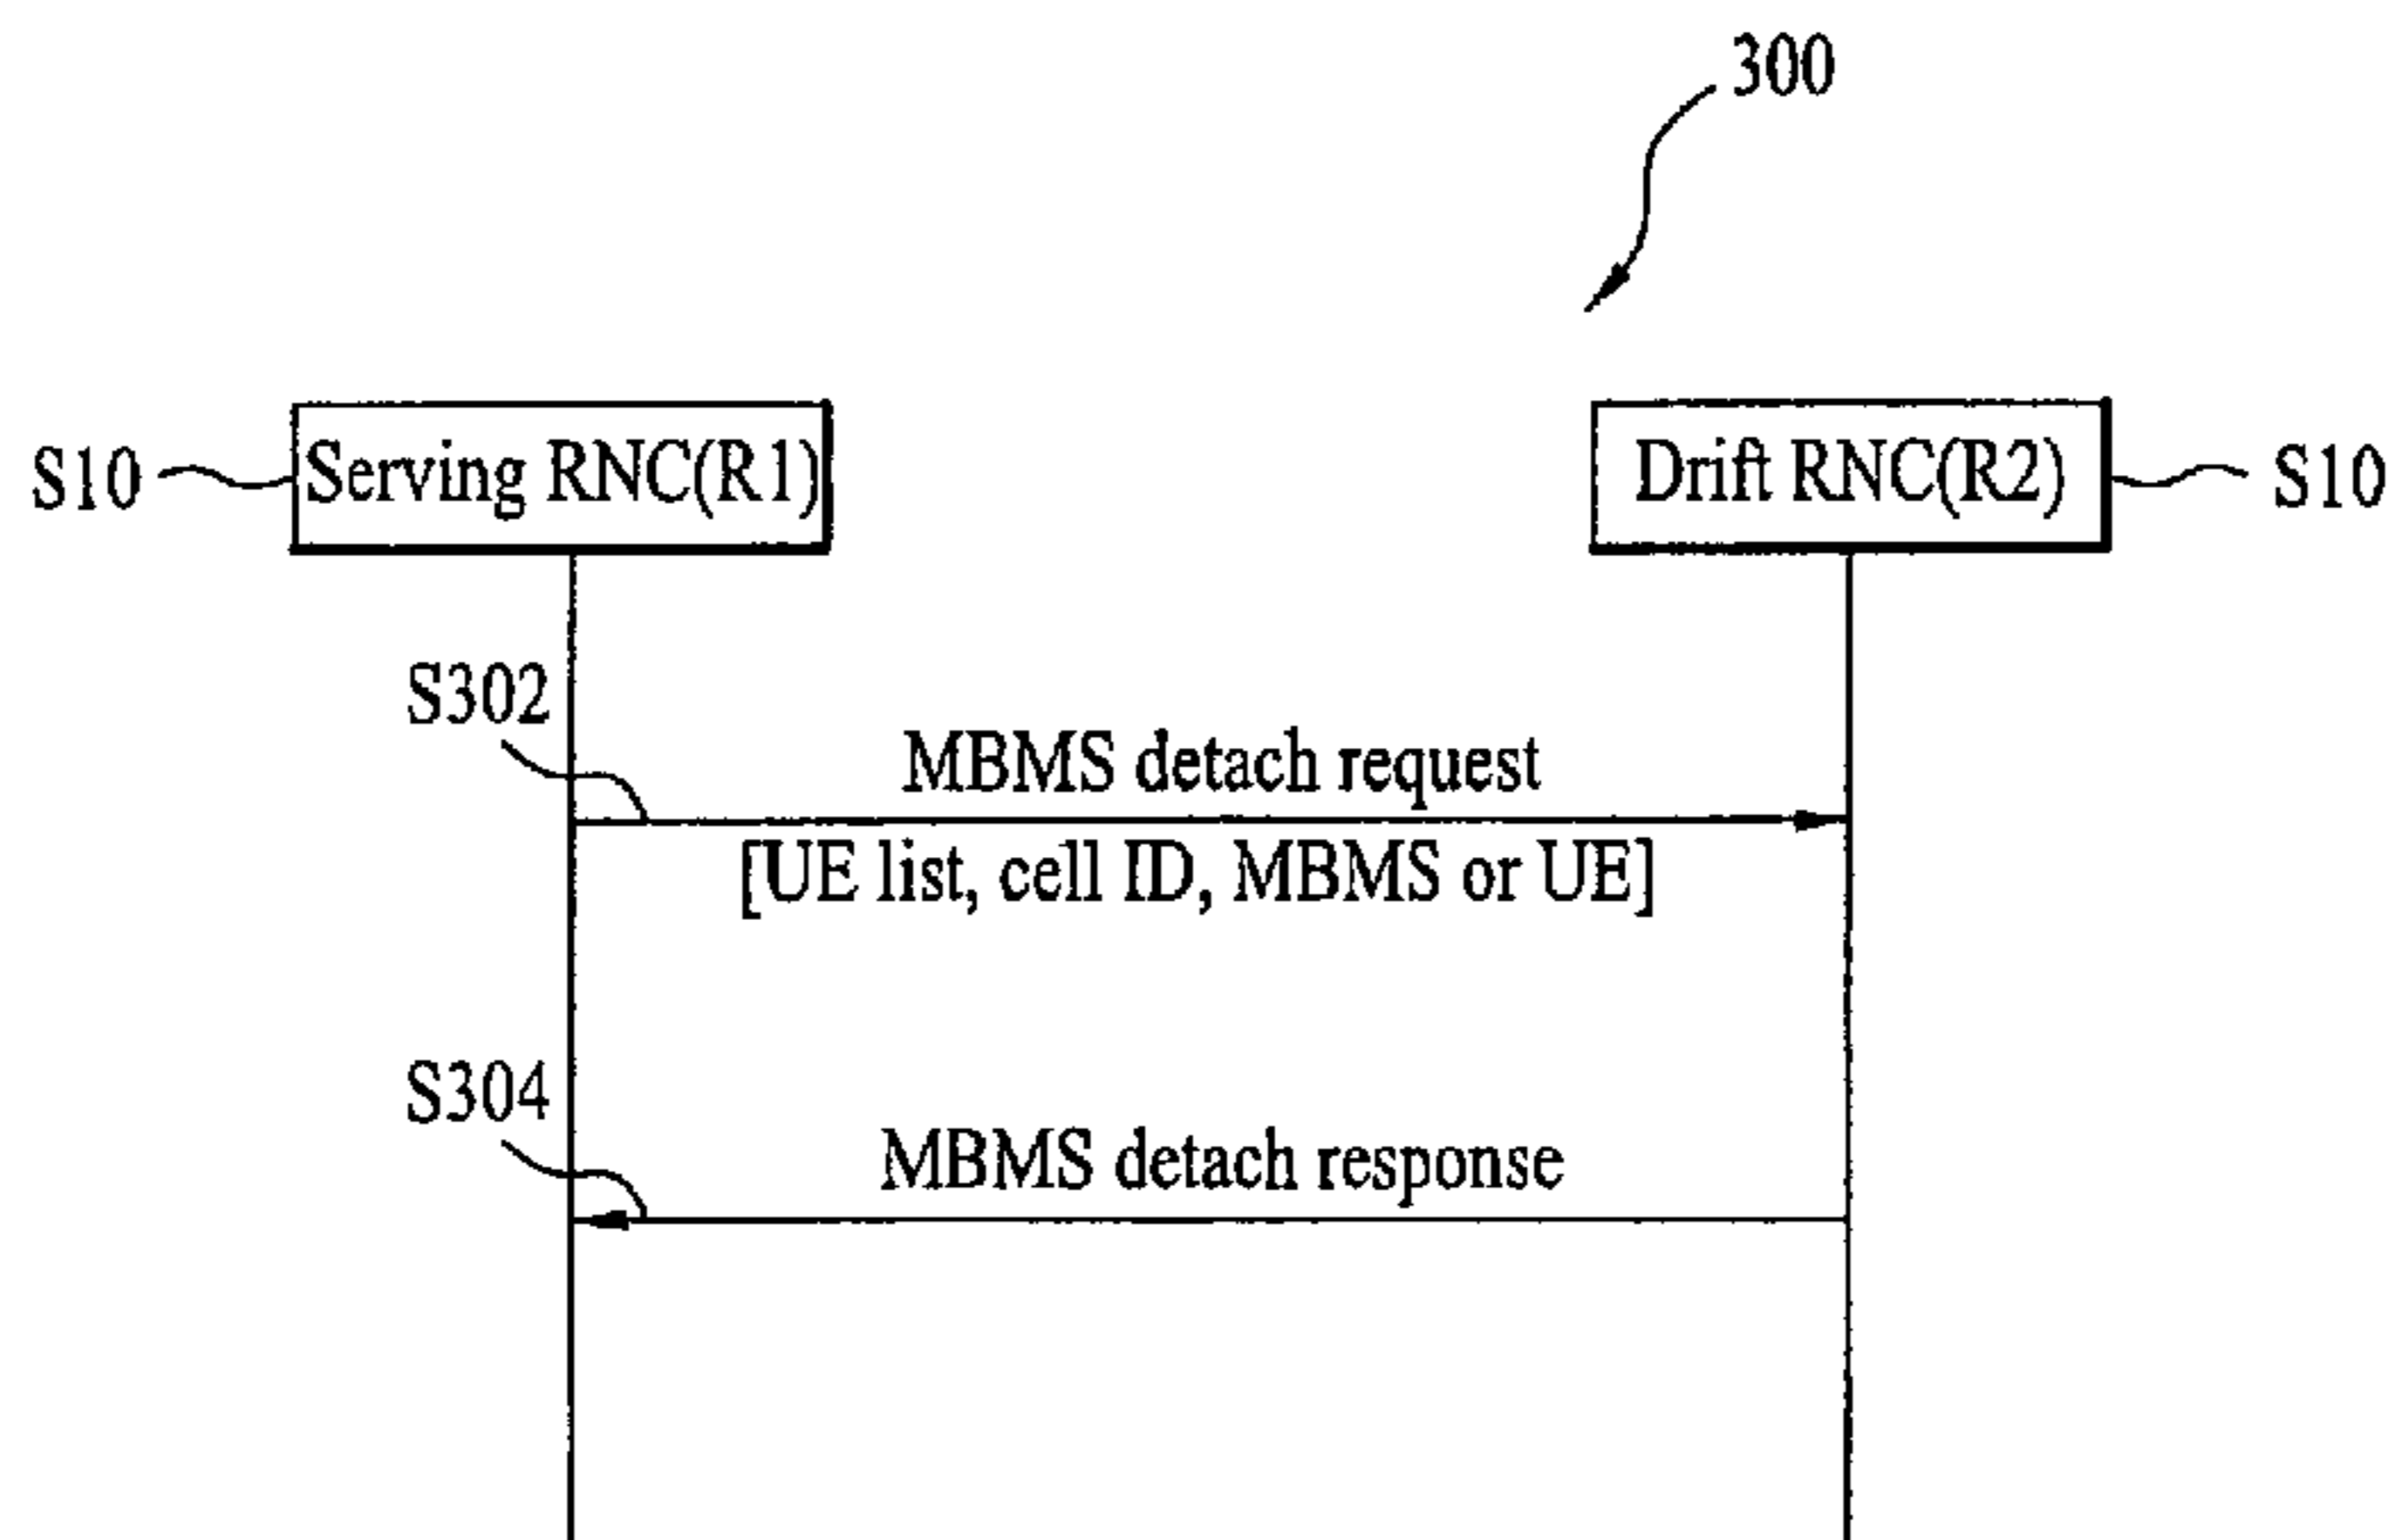 300
S10
Serving RNC(R1)
Drift RNC(R2)
S10
S302
MBMS detach request
[UE list, cell ID, MBMS or UE]
S304
MBMS detach response